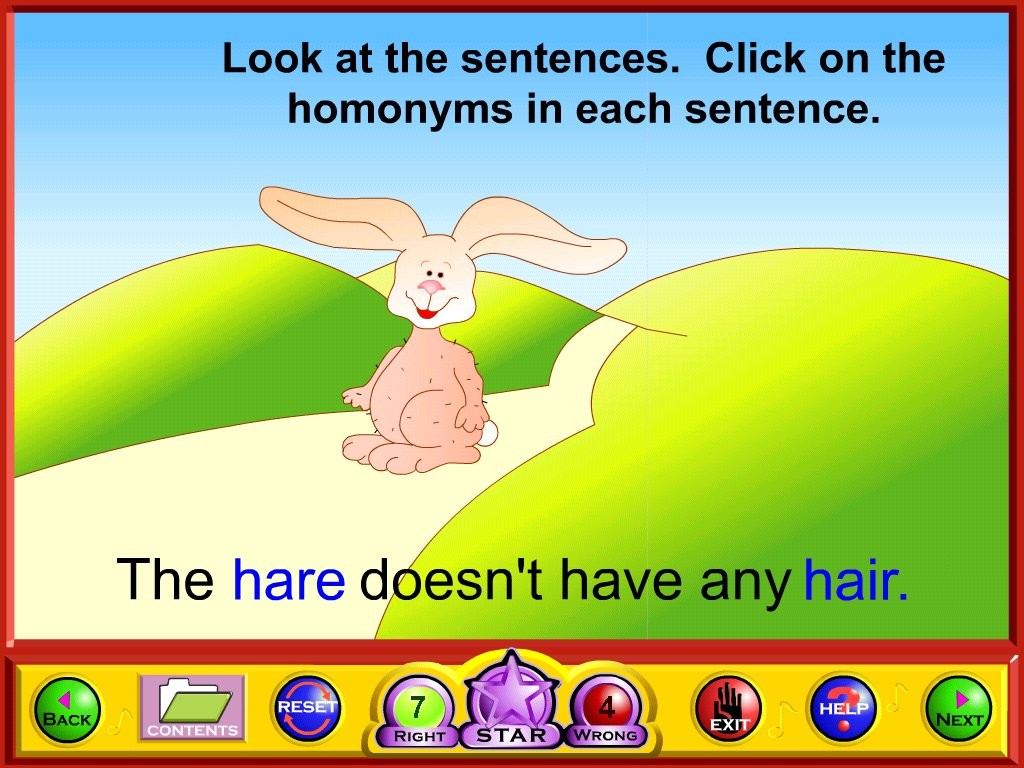 Look at the sentences.  Click on the
homonyms in each sentence.
The hare doesn't have any hair.
BACK
CONTENTS
RESET
7
RIGHT
STAR
4
WRONG
EXIT
HELP
NEXT